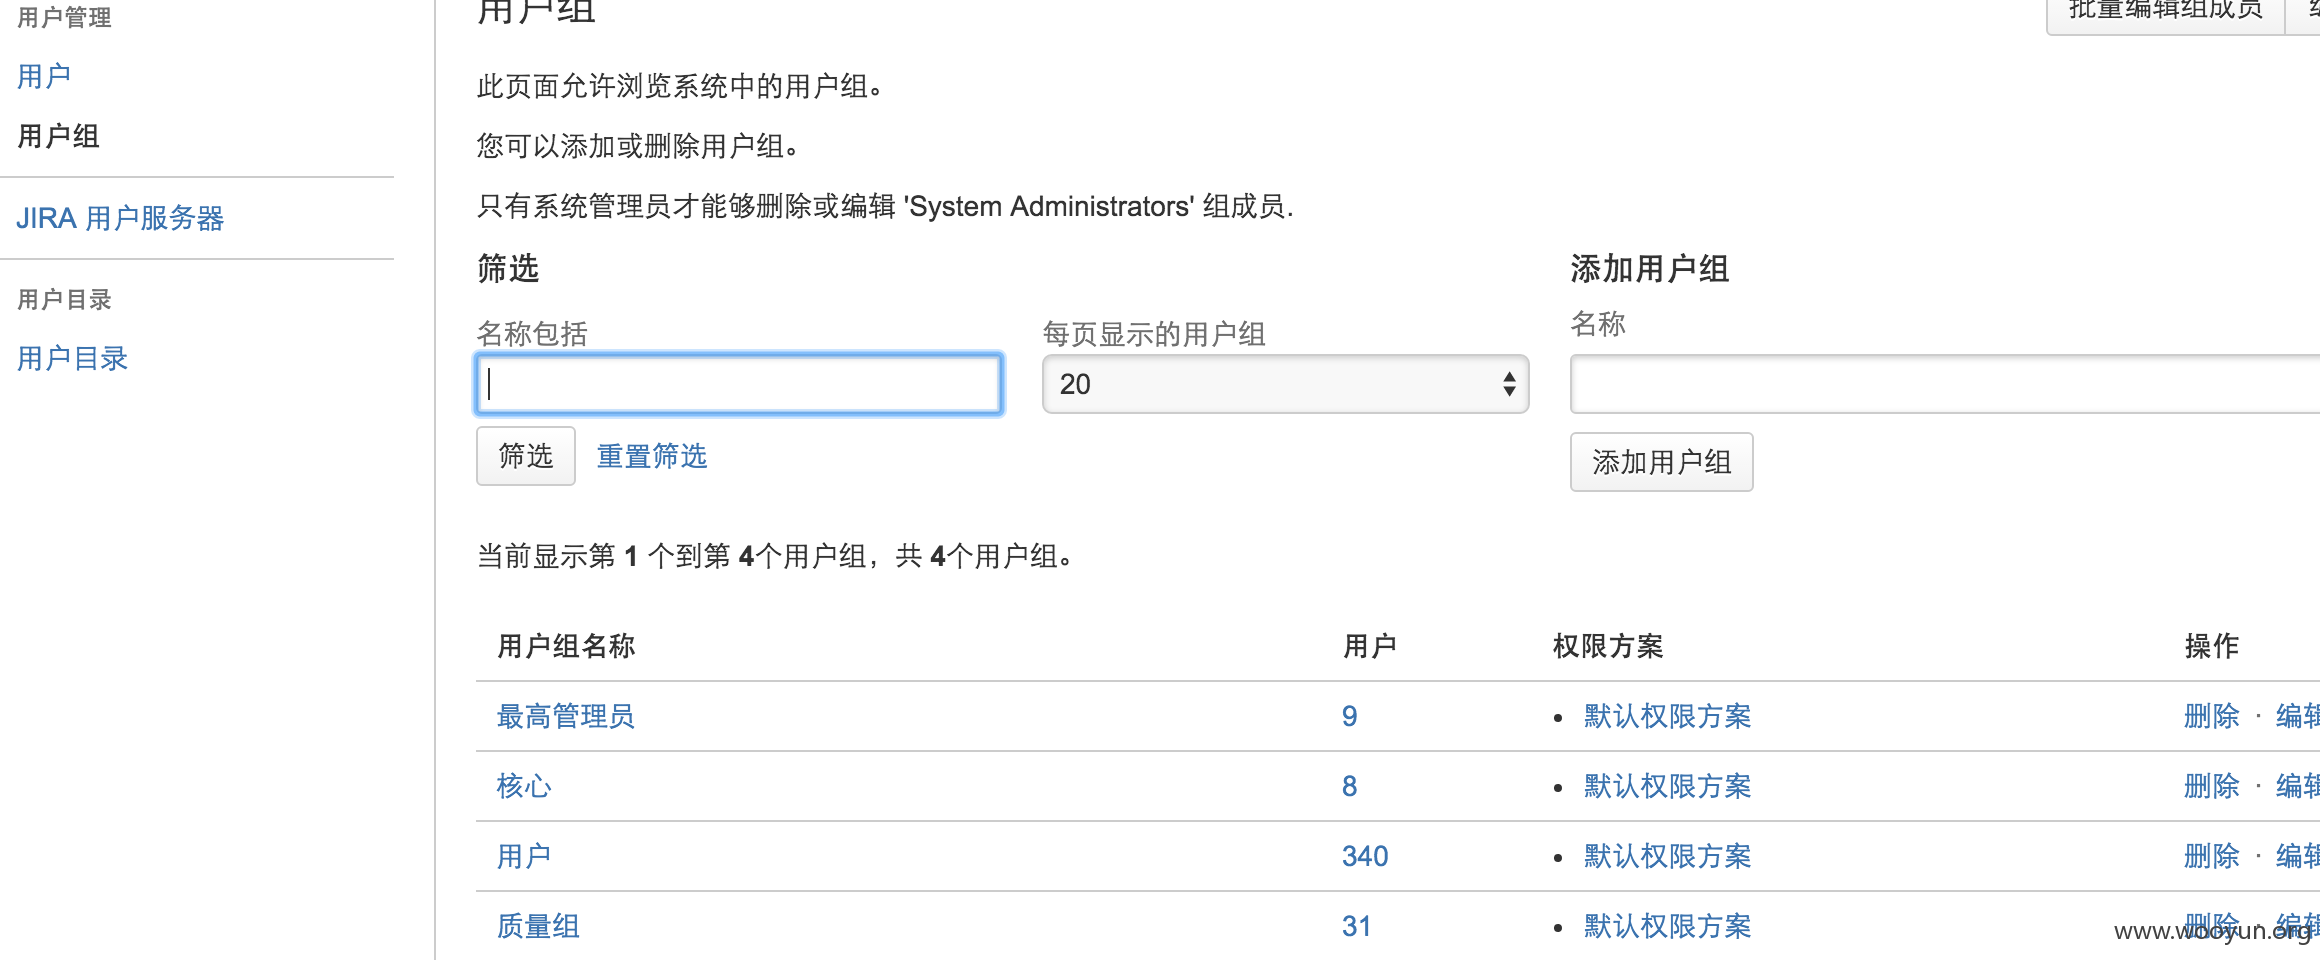 用户管理
用户
用户组
JIRA 用户服务器
用户目录
用户目录
用户组
批量编辑组成员
此页面允许浏览系统中的用户组。
您可以添加或删除用户组。
只有系统管理员才能够删除或编辑 'System Administrators' 组成员.
筛选
名称包括
每页显示的用户组
20
筛选 重置筛选
添加用户组
名称
添加用户组
当前显示第 1 个到第 4个用户组，共 4个用户组。
用户组名称 用户 权限方案 操作
最高管理员 9 • 默认权限方案 删除 · 编辑
核心 8 • 默认权限方案 删除 · 编辑
用户 340 • 默认权限方案 删除 · 编辑
质量组 31 • 默认权限方案 删除 · 编辑
www.wooyun.org